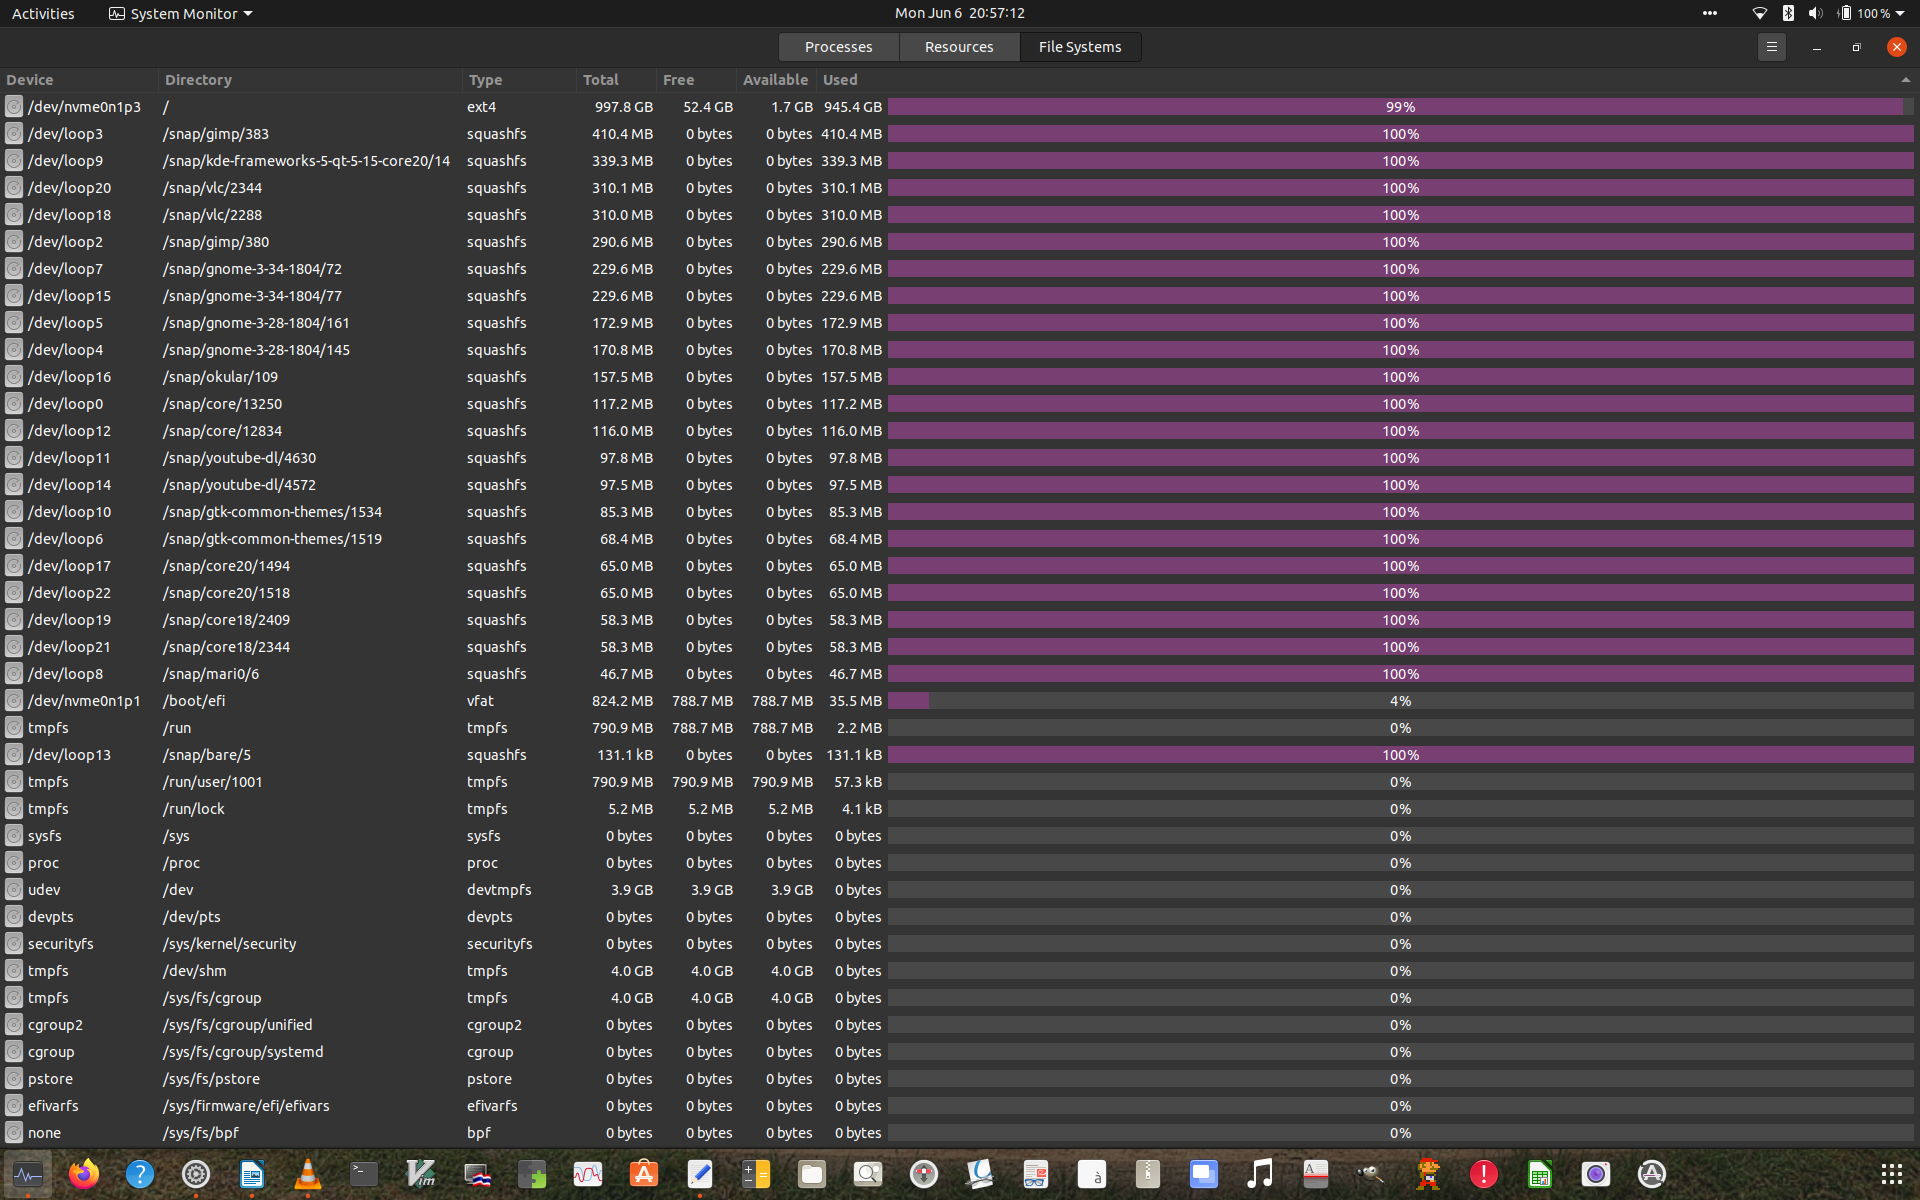 Activities System Monitor Mon Jun 6 20:57:12 100 %
Processes Resources File Systems
Device Directory Type Total Free Available Used
/dev/nvme0n1p3 / ext4 997.8 GB 52.4 GB 1.7 GB 945.4 GB 99%
/dev/loop3 /snap/gimp/383 squashfs 410.4 MB 0 bytes 0 bytes 410.4 MB 100%
/dev/loop9 /snap/kde-frameworks-5-qt-5-15-core20/14 squashfs 339.3 MB 0 bytes 0 bytes 339.3 MB 100%
/dev/loop20 /snap/vlc/2344 squashfs 310.1 MB 0 bytes 0 bytes 310.1 MB 100%
/dev/loop18 /snap/vlc/2288 squashfs 310.0 MB 0 bytes 0 bytes 310.0 MB 100%
/dev/loop2 /snap/gimp/380 squashfs 290.6 MB 0 bytes 0 bytes 290.6 MB 100%
/dev/loop7 /snap/gnome-3-34-1804/72 squashfs 229.6 MB 0 bytes 0 bytes 229.6 MB 100%
/dev/loop15 /snap/gnome-3-34-1804/77 squashfs 229.6 MB 0 bytes 0 bytes 229.6 MB 100%
/dev/loop5 /snap/gnome-3-28-1804/161 squashfs 172.9 MB 0 bytes 0 bytes 172.9 MB 100%
/dev/loop4 /snap/gnome-3-28-1804/145 squashfs 170.8 MB 0 bytes 0 bytes 170.8 MB 100%
/dev/loop16 /snap/okular/109 squashfs 157.5 MB 0 bytes 0 bytes 157.5 MB 100%
/dev/loop0 /snap/core/13250 squashfs 117.2 MB 0 bytes 0 bytes 117.2 MB 100%
/dev/loop12 /snap/core/12834 squashfs 116.0 MB 0 bytes 0 bytes 116.0 MB 100%
/dev/loop11 /snap/youtube-dl/4630 squashfs 97.8 MB 0 bytes 0 bytes 97.8 MB 100%
/dev/loop14 /snap/youtube-dl/4572 squashfs 97.5 MB 0 bytes 0 bytes 97.5 MB 100%
/dev/loop10 /snap/gtk-common-themes/1534 squashfs 85.3 MB 0 bytes 0 bytes 85.3 MB 100%
/dev/loop6 /snap/gtk-common-themes/1519 squashfs 68.4 MB 0 bytes 0 bytes 68.4 MB 100%
/dev/loop17 /snap/core20/1494 squashfs 65.0 MB 0 bytes 0 bytes 65.0 MB 100%
/dev/loop22 /snap/core20/1518 squashfs 65.0 MB 0 bytes 0 bytes 65.0 MB 100%
/dev/loop19 /snap/core18/2409 squashfs 58.3 MB 0 bytes 0 bytes 58.3 MB 100%
/dev/loop21 /snap/core18/2344 squashfs 58.3 MB 0 bytes 0 bytes 58.3 MB 100%
/dev/loop8 /snap/mari0/6 squashfs 46.7 MB 0 bytes 0 bytes 46.7 MB 100%
/dev/nvme0n1p1 /boot/efi vfat 824.2 MB 788.7 MB 788.7 MB 35.5 MB 4%
tmpfs /run tmpfs 790.9 MB 788.7 MB 788.7 MB 2.2 MB 0%
/dev/loop13 /snap/bare/5 squashfs 131.1 kB 0 bytes 0 bytes 131.1 kB 100%
tmpfs /run/user/1001 tmpfs 790.9 MB 790.9 MB 790.9 MB 57.3 kB 0%
tmpfs /run/lock tmpfs 5.2 MB 5.2 MB 5.2 MB 4.1 kB 0%
sysfs /sys sysfs 0 bytes 0 bytes 0 bytes 0 bytes 0%
proc /proc proc 0 bytes 0 bytes 0 bytes 0 bytes 0%
udev /dev devtmpfs 3.9 GB 3.9 GB 3.9 GB 0 bytes 0%
devpts /dev/pts devpts 0 bytes 0 bytes 0 bytes 0 bytes 0%
securityfs /sys/kernel/security securityfs 0 bytes 0 bytes 0 bytes 0 bytes 0%
tmpfs /dev/shm tmpfs 4.0 GB 4.0 GB 4.0 GB 0 bytes 0%
tmpfs /sys/fs/cgroup tmpfs 4.0 GB 4.0 GB 4.0 GB 0 bytes 0%
cgroup2 /sys/fs/cgroup/unified cgroup2 0 bytes 0 bytes 0 bytes 0 bytes 0%
cgroup /sys/fs/cgroup/systemd cgroup 0 bytes 0 bytes 0 bytes 0 bytes 0%
pstore /sys/fs/pstore pstore 0 bytes 0 bytes 0 bytes 0 bytes 0%
efivarfs /sys/firmware/efi/efivars efivarfs 0 bytes 0 bytes 0 bytes 0 bytes 0%
none /sys/fs/bpf bpf 0 bytes 0 bytes 0 bytes 0 bytes 0%